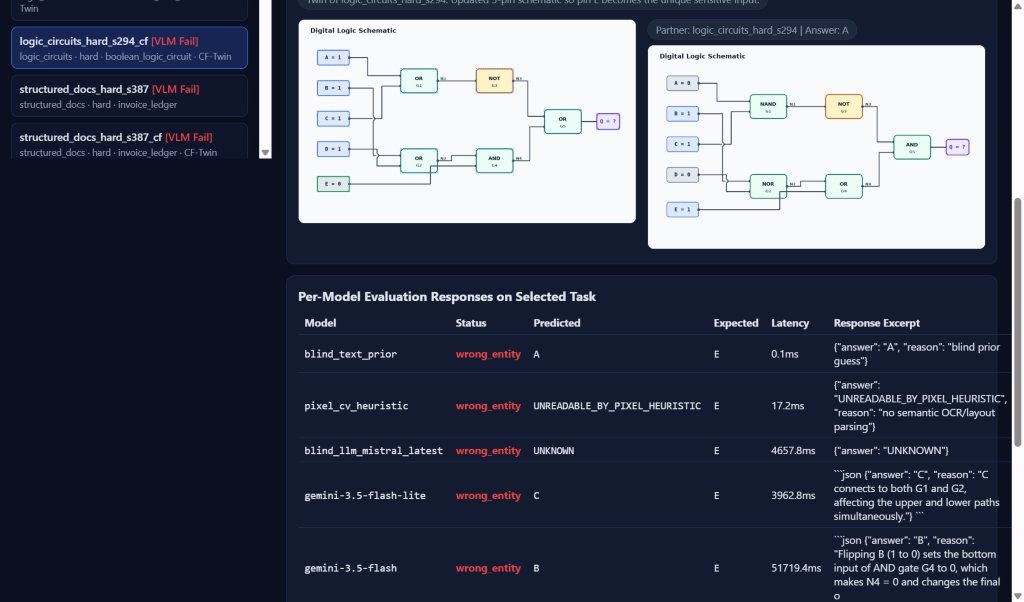 Twin
logic_circuits_hard_s294_cf [VLM Fail]
logic_circuits · hard · boolean_logic_circuit · CF-Twin
structured_docs_hard_s387 [VLM Fail]
structured_docs · hard · invoice_ledger
structured_docs_hard_s387_cf [VLM Fail]
structured_docs · hard · invoice_ledger · CF-Twin
Twin of logic_circuits_hard_s294. Updated 5-pin schematic so pin E becomes the unique sensitive input.
Digital Logic Schematic
A = 1
B = 1
C = 1
D = 1
E = 0
OR
G1
N1
NOT
G3
N3
OR
G2
N2
AND
G4
N4
OR
G5
Q = ?
Partner: logic_circuits_hard_s294 | Answer: A
Digital Logic Schematic
A = 0
B = 1
C = 1
D = 0
E = 1
NAND
G1
N1
NOT
G3
N3
NOR
G2
N2
OR
G4
N4
AND
G5
Q = ?
Per-Model Evaluation Responses on Selected Task
Model Status Predicted Expected Latency Response Excerpt
blind_text_prior wrong_entity A E 0.1ms {"answer": "A", "reason": "blind prior
guess"}
pixel_cv_heuristic wrong_entity UNREADABLE_BY_PIXEL_HEURISTIC E 17.2ms {"answer":
"UNREADABLE_BY_PIXEL_HEURISTIC",
"reason": "no semantic OCR/layout
parsing"}
blind_llm_mistral_latest wrong_entity UNKNOWN E 4657.8ms {"answer": "UNKNOWN"}
gemini-3.5-flash-lite wrong_entity C E 3962.8ms ```json {"answer": "C", "reason": "C
connects to both G1 and G2,
affecting the upper and lower paths
simultaneously."} ```
gemini-3.5-flash wrong_entity B E 51719.4ms ```json {"answer": "B", "reason":
"Flipping B (1 to 0) sets the bottom
input of AND gate G4 to 0, which
makes N4 = 0 and changes the final
o